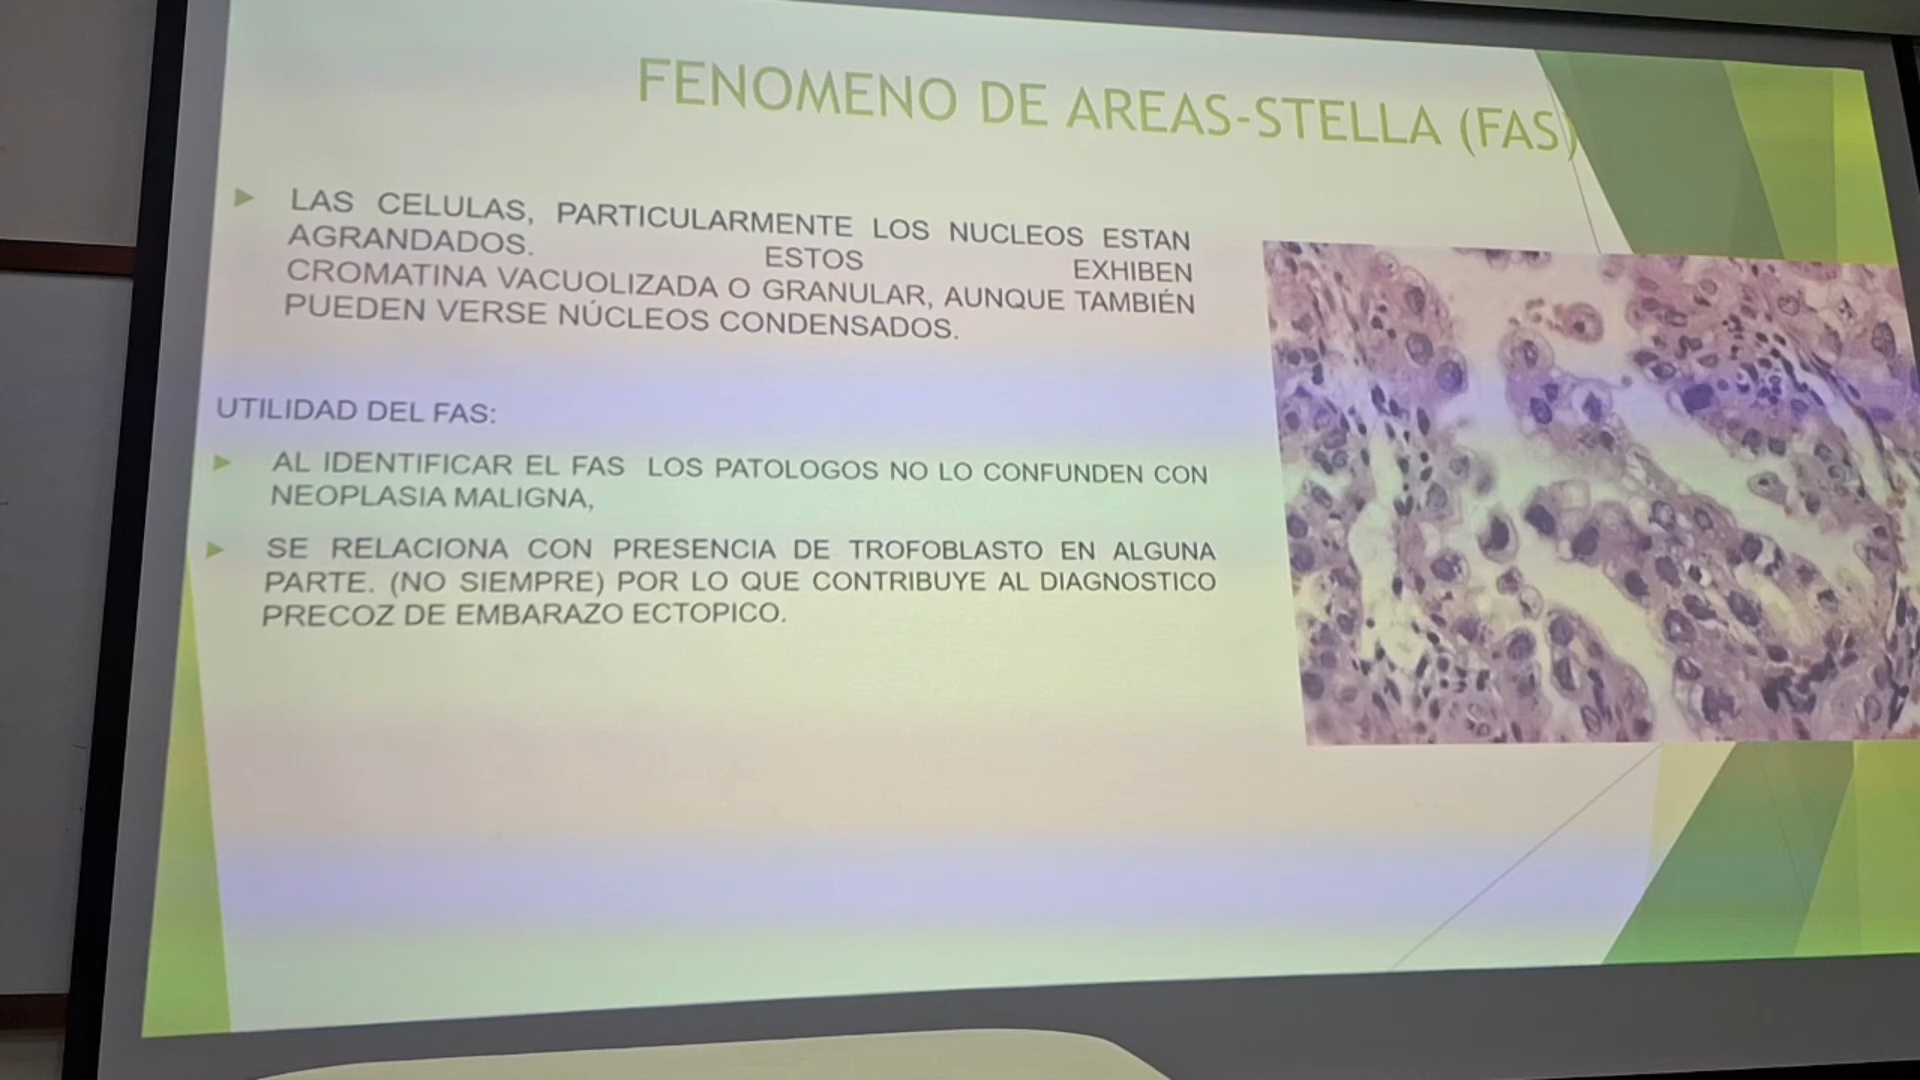 FENOMENO DE AREAS-STELLA (FAS)
LAS CELULAS, PARTICULARMENTE LOS NUCLEOS ESTAN
AGRANDADOS. ESTOS EXHIBEN
CROMATINA VACUOLIZADA O GRANULAR, AUNQUE TAMBIÉN
PUEDEN VERSE NÚCLEOS CONDENSADOS.
UTILIDAD DEL FAS:
AL IDENTIFICAR EL FAS LOS PATOLOGOS NO LO CONFUNDEN CON
NEOPLASIA MALIGNA,
SE RELACIONA CON PRESENCIA DE TROFOBLASTO EN ALGUNA
PARTE. (NO SIEMPRE) POR LO QUE CONTRIBUYE AL DIAGNOSTICO
PRECOZ DE EMBARAZO ECTOPICO.